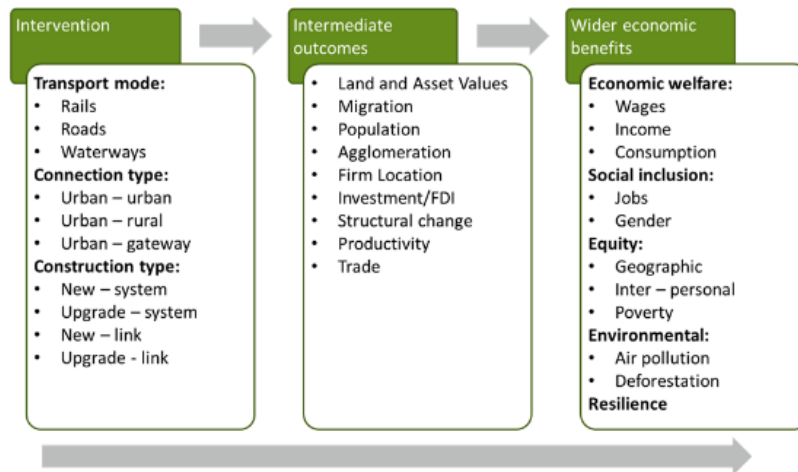 Intervention
Transport mode:
• Rails
• Roads
• Waterways
Connection type:
• Urban – urban
• Urban – rural
• Urban – gateway
Construction type:
• New – system
• Upgrade – system
• New – link
• Upgrade - link
Intermediate
outcomes
• Land and Asset Values
• Migration
• Population
• Agglomeration
• Firm Location
• Investment/FDI
• Structural change
• Productivity
• Trade
Wider economic
benefits
Economic welfare:
• Wages
• Income
• Consumption
Social inclusion:
• Jobs
• Gender
Equity:
• Geographic
• Inter – personal
• Poverty
Environmental:
• Air pollution
• Deforestation
Resilience